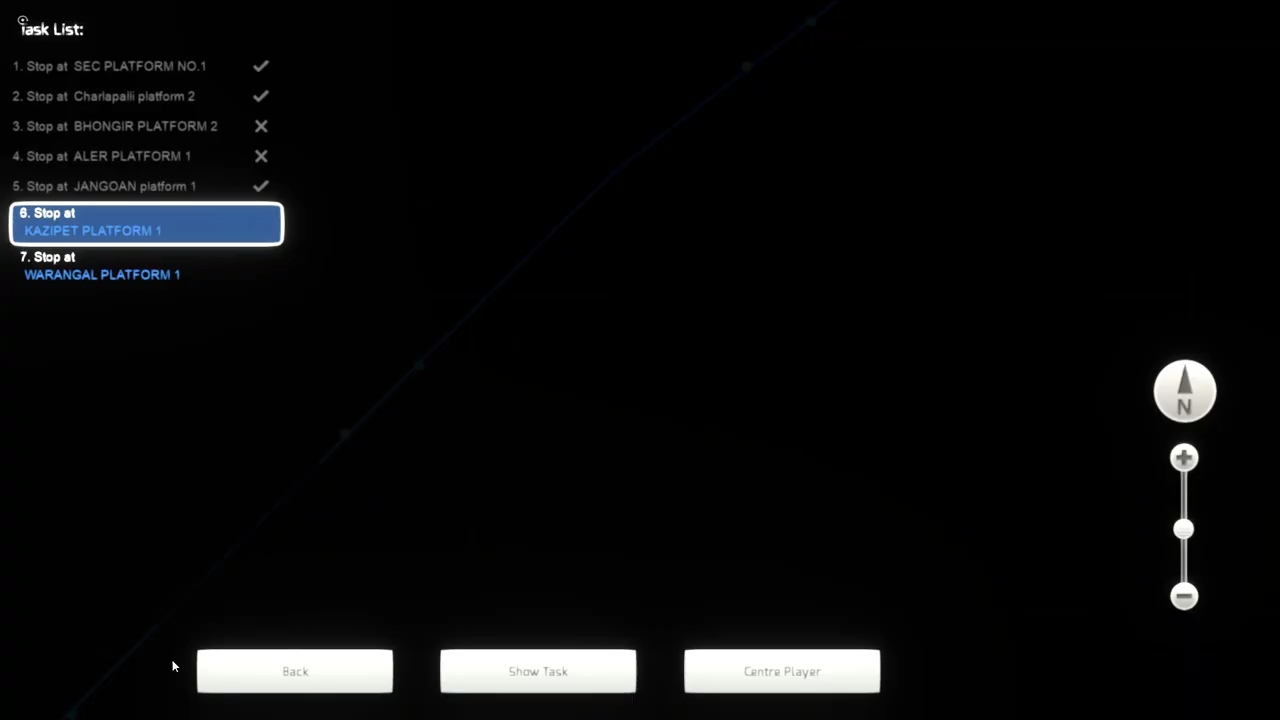 Task List:
1. Stop at SEC PLATFORM NO.1
2. Stop at Charlapalli platform 2
3. Stop at BHONGIR PLATFORM 2
4. Stop at ALER PLATFORM 1
5. Stop at JANGOAN platform 1
6. Stop at
KAZIPET PLATFORM 1
7. Stop at
WARANGAL PLATFORM 1
N
Back
Show Task
Centre Player